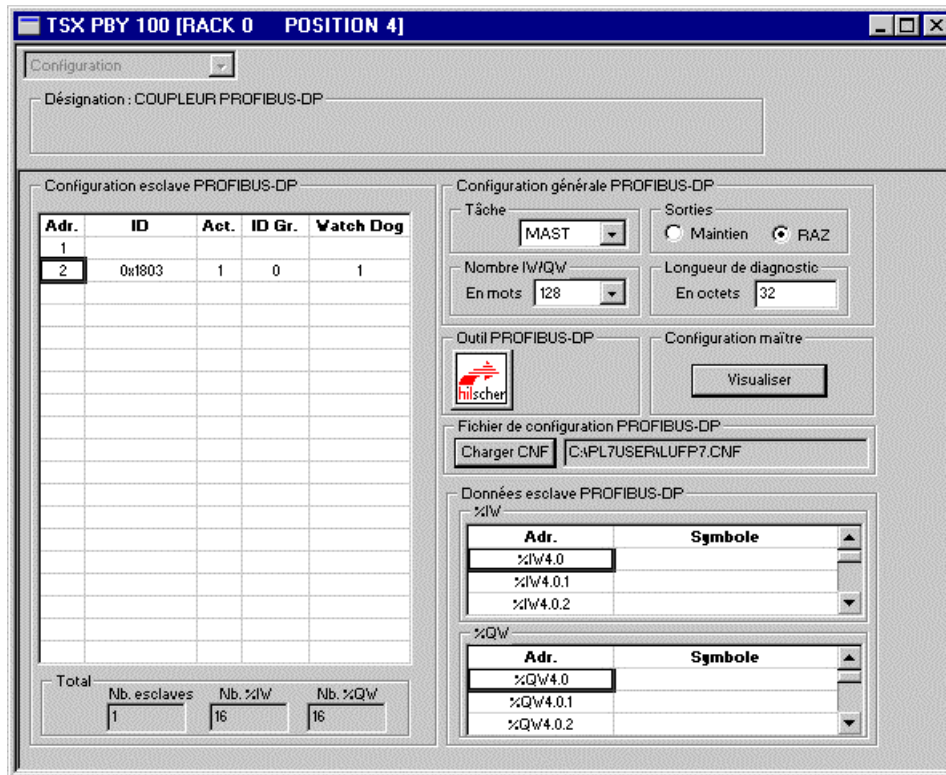 TSX PBY 100 [RACK 0 POSITION 4]
Configuration
Désignation : COUPLEUR PROFIBUS-DP
Configuration esclave PROFIBUS-DP
Adr. ID Act. ID Gr. Watch Dog
1
2 0x1803 1 0 1
Total
Nb. esclaves Nb. %IW Nb. %QW
1 16 16
Configuration générale PROFIBUS-DP
Tâche
MAST
Sorties
Maintien RAZ
Nombre IW/QW
En mots 128
Longueur de diagnostic
En octets 32
Outil PROFIBUS-DP
hilscher
Configuration maître
Visualiser
Fichier de configuration PROFIBUS-DP
Charger CNF C:\PL7USER\LUFP7.CNF
Données esclave PROFIBUS-DP
%IW
Adr. Symbole
%IW4.0
%IW4.0.1
%IW4.0.2
%QW
Adr. Symbole
%QW4.0
%QW4.0.1
%QW4.0.2